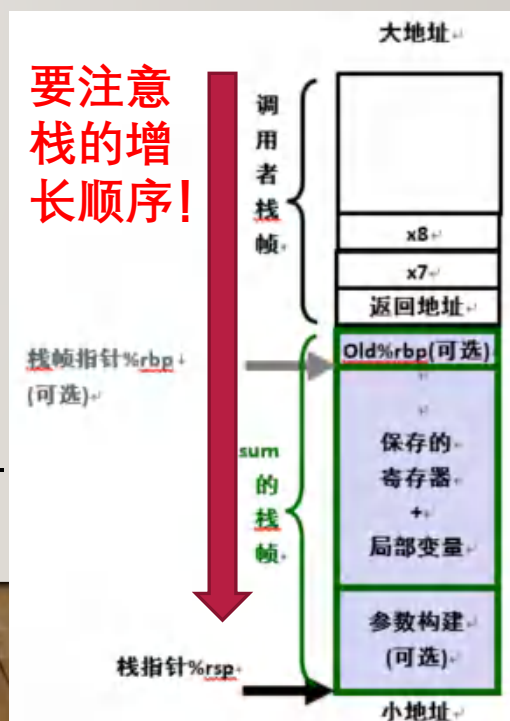 大地址
要注意
栈的增
长顺序！
调
用
者
栈
帧
x8
x7
返回地址
栈帧指针%rbp
(可选)
Old%rbp(可选)
sum
的
栈
帧
保存的
寄存器
+
局部变量
参数构建
(可选)
栈指针%rsp
小地址